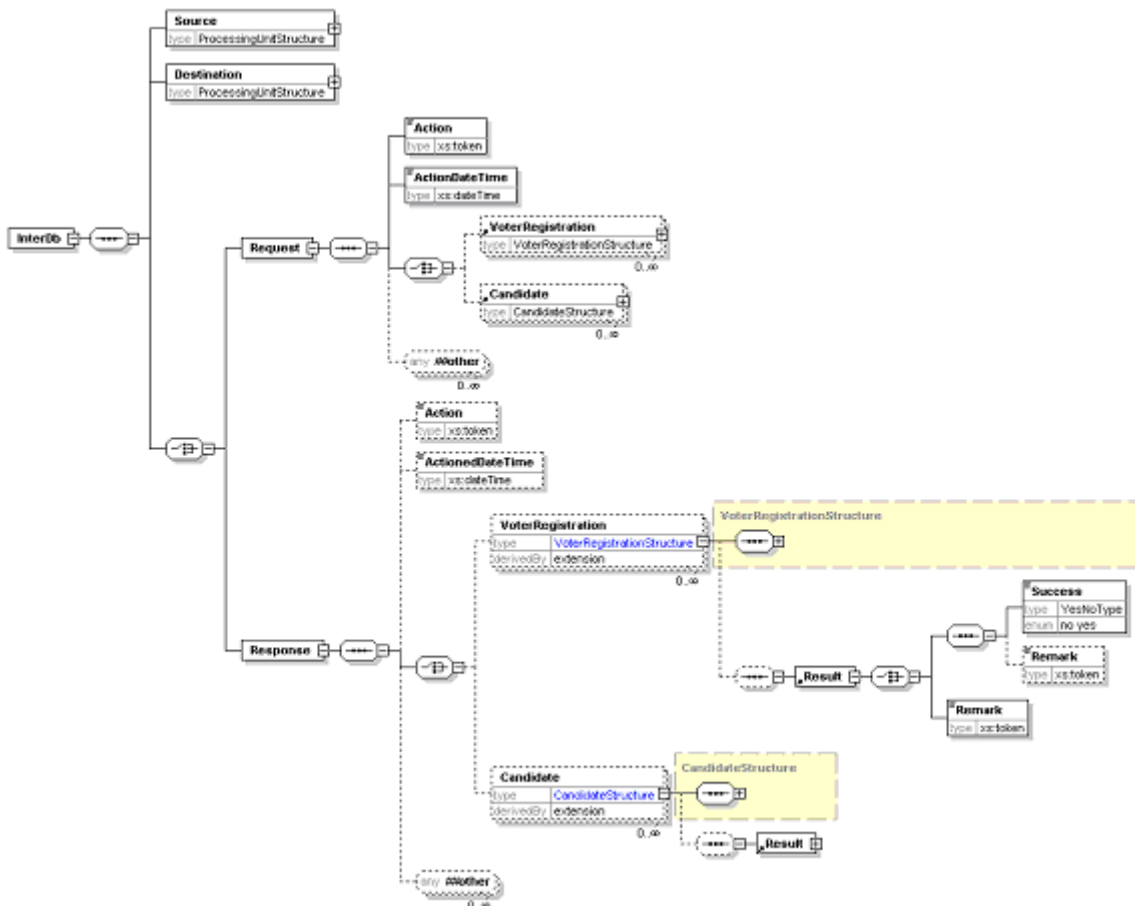 Source
type ProcessingUnitStructure
Destination
type ProcessingUnitStructure
Action
type xs:token
ActionDateTime
type xs:dateTime
InterDb
Request
VoterRegistration
type VoterRegistrationStructure
0..∞
Candidate
type CandidateStructure
0..∞
any ##other
0..∞
Action
type xs:token
ActionedDateTime
type xs:dateTime
VoterRegistrationStructure
VoterRegistration
type VoterRegistrationStructure
derivedBy extension
0..∞
Success
type YesNoType
enum no yes
Response
Remark
type xs:token
Result
Remark
type xs:token
CandidateStructure
Candidate
type CandidateStructure
derivedBy extension
0..∞
Result
any ##other
0..∞